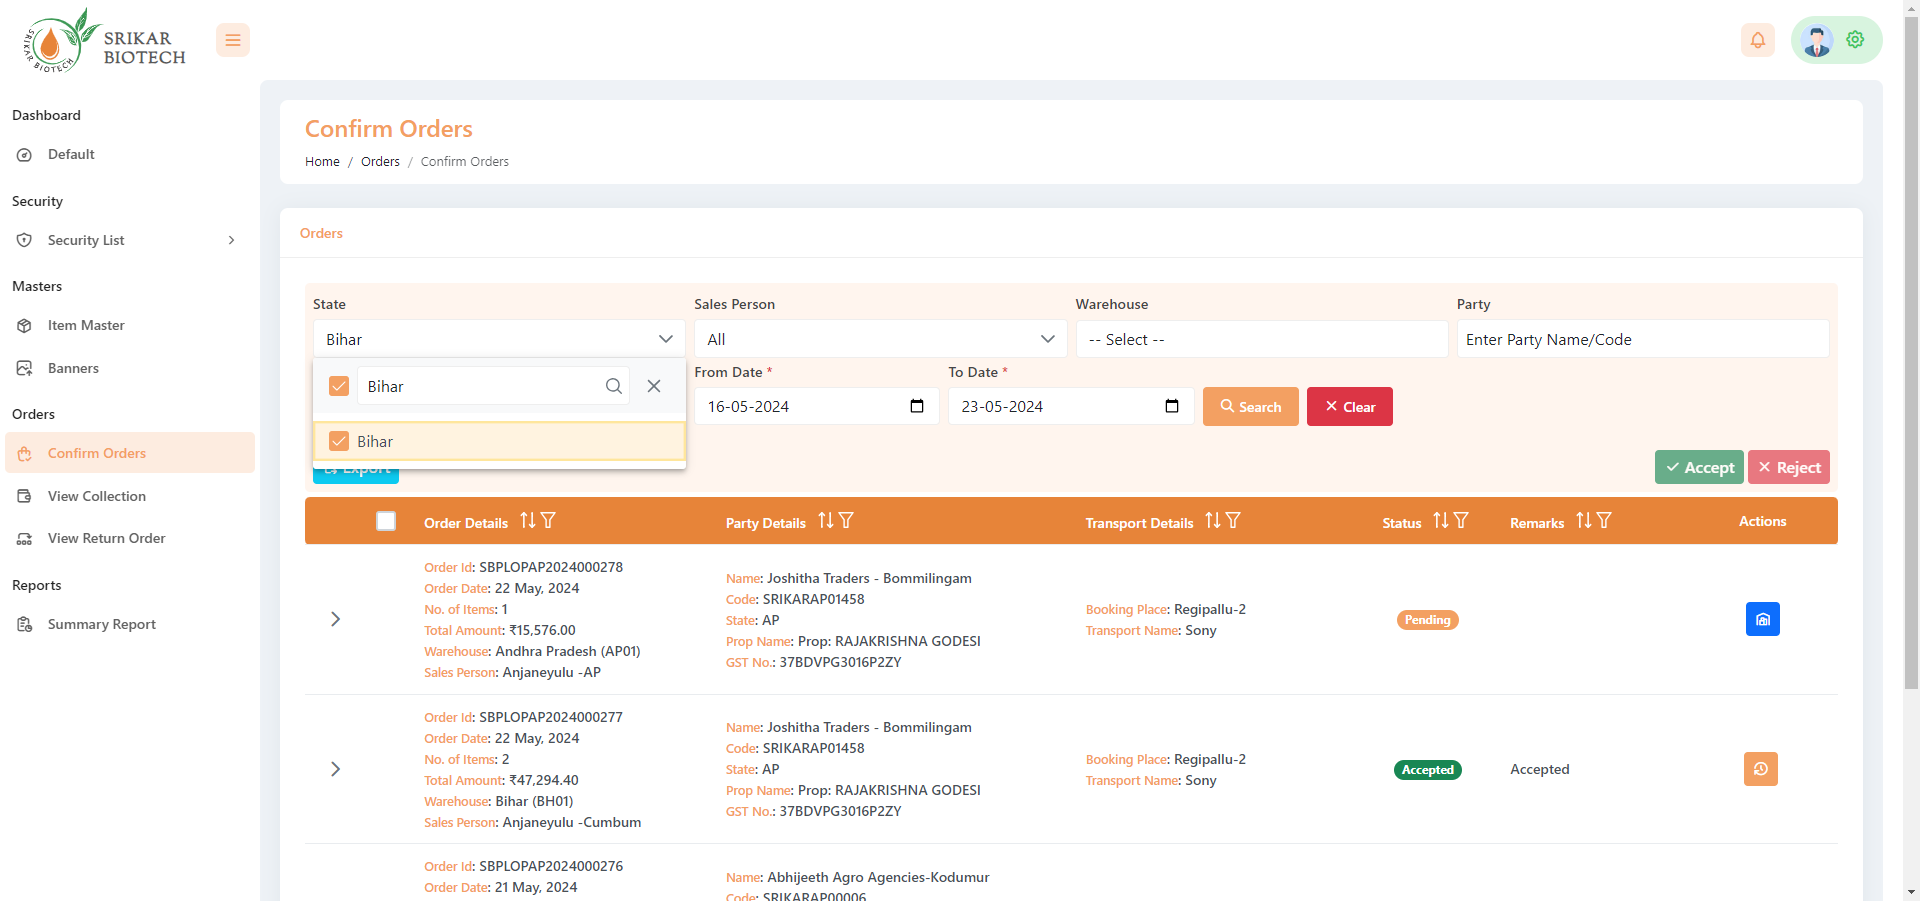 SRIKAR BIOTECH
SRIKAR
BIOTECH
Dashboard
Default
Security
Security List
Masters
Item Master
Banners
Orders
Confirm Orders
View Collection
View Return Order
Reports
Summary Report
Confirm Orders
Home / Orders / Confirm Orders
Orders
State Sales Person Warehouse Party
Bihar All -- Select -- Enter Party Name/Code
Bihar
Bihar
From Date * To Date *
16-05-2024 23-05-2024 Search Clear
Export Accept Reject
Order Details Party Details Transport Details Status Remarks Actions
Order Id: SBPLOPAP2024000278
Order Date: 22 May, 2024
No. of Items: 1
Total Amount: ₹15,576.00
Warehouse: Andhra Pradesh (AP01)
Sales Person: Anjaneyulu -AP
Name: Joshitha Traders - Bommilingam
Code: SRIKARAP01458
State: AP
Prop Name: Prop: RAJAKRISHNA GODESI
GST No.: 37BDVPG3016P2ZY
Booking Place: Regipallu-2
Transport Name: Sony
Pending
Order Id: SBPLOPAP2024000277
Order Date: 22 May, 2024
No. of Items: 2
Total Amount: ₹47,294.40
Warehouse: Bihar (BH01)
Sales Person: Anjaneyulu -Cumbum
Name: Joshitha Traders - Bommilingam
Code: SRIKARAP01458
State: AP
Prop Name: Prop: RAJAKRISHNA GODESI
GST No.: 37BDVPG3016P2ZY
Booking Place: Regipallu-2
Transport Name: Sony
Accepted
Accepted
Order Id: SBPLOPAP2024000276
Order Date: 21 May, 2024
Name: Abhijeeth Agro Agencies-Kodumur
Code: SRIKARAP00006